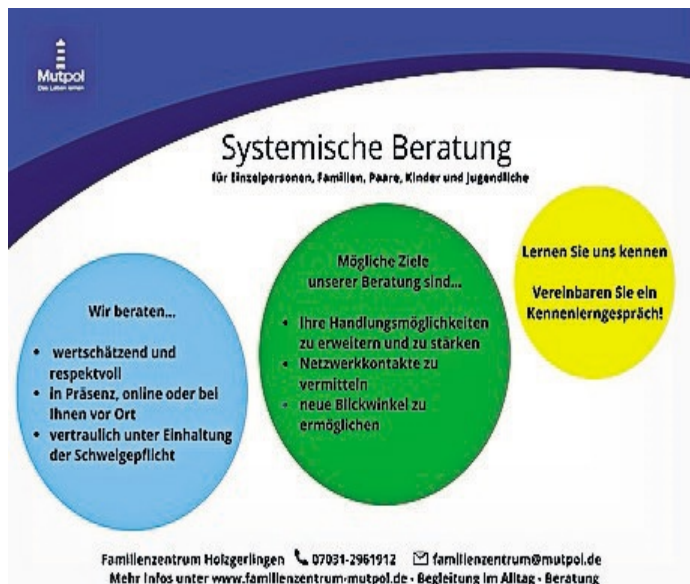 Mutpol
Das Leben lernen
Systemische Beratung
für Einzelpersonen, Familien, Paare, Kinder und Jugendliche
Wir beraten...
• wertschätzend und
respektvoll
• in Präsenz, online oder bei
Ihnen vor Ort
• vertraulich unter Einhaltung
der Schweigepflicht
Mögliche Ziele
unserer Beratung sind...
• Ihre Handlungsmöglichkeiten
zu erweitern und zu stärken
• Netzwerkkontakte zu
vermitteln
• neue Blickwinkel zu
ermöglichen
Lernen Sie uns kennen
Vereinbaren Sie ein
Kennenlerngespräch!
Familienzentrum Holzgerlingen 07031-2961912 familienzentrum@mutpol.de
Mehr Infos unter www.familienzentrum-mutpol.de - Begleitung im Alltag - Beratung